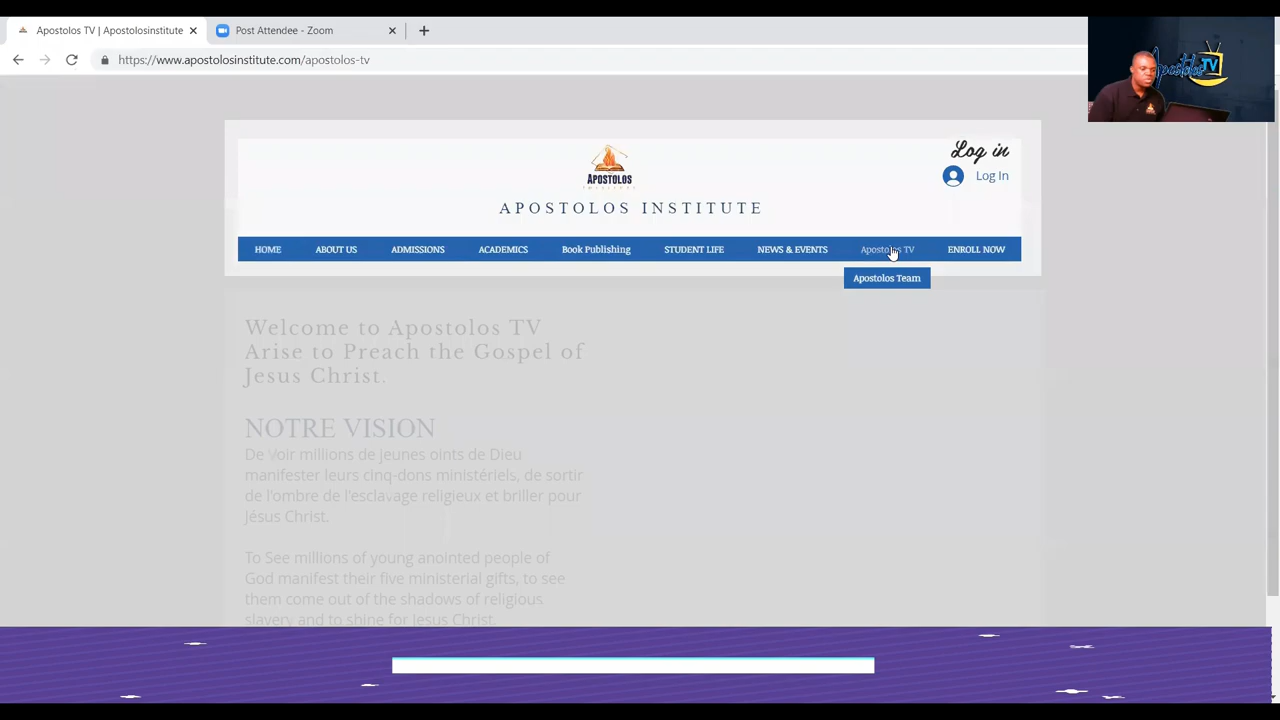 Apostolos TV | Apostolosinstitute
Post Attendee - Zoom
https://www.apostolosinstitute.com/apostolos-tv
Apostolos TV
Log in
Log In
APOSTOLOS
APOSTOLOS INSTITUTE
HOME ABOUT US ADMISSIONS ACADEMICS Book Publishing STUDENT LIFE NEWS & EVENTS Apostolos TV ENROLL NOW
Apostolos Team
Welcome to Apostolos TV
Arise to Preach the Gospel of
Jesus Christ.
NOTRE VISION
De voir millions de jeunes oints de Dieu
manifester leurs cinq-dons ministériels, de sortir
de l'ombre de l'esclavage religieux et briller pour
Jésus Christ.
To See millions of young anointed people of
God manifest their five ministerial gifts, to see
them come out of the shadows of religious
slavery and to shine for Jesus Christ.